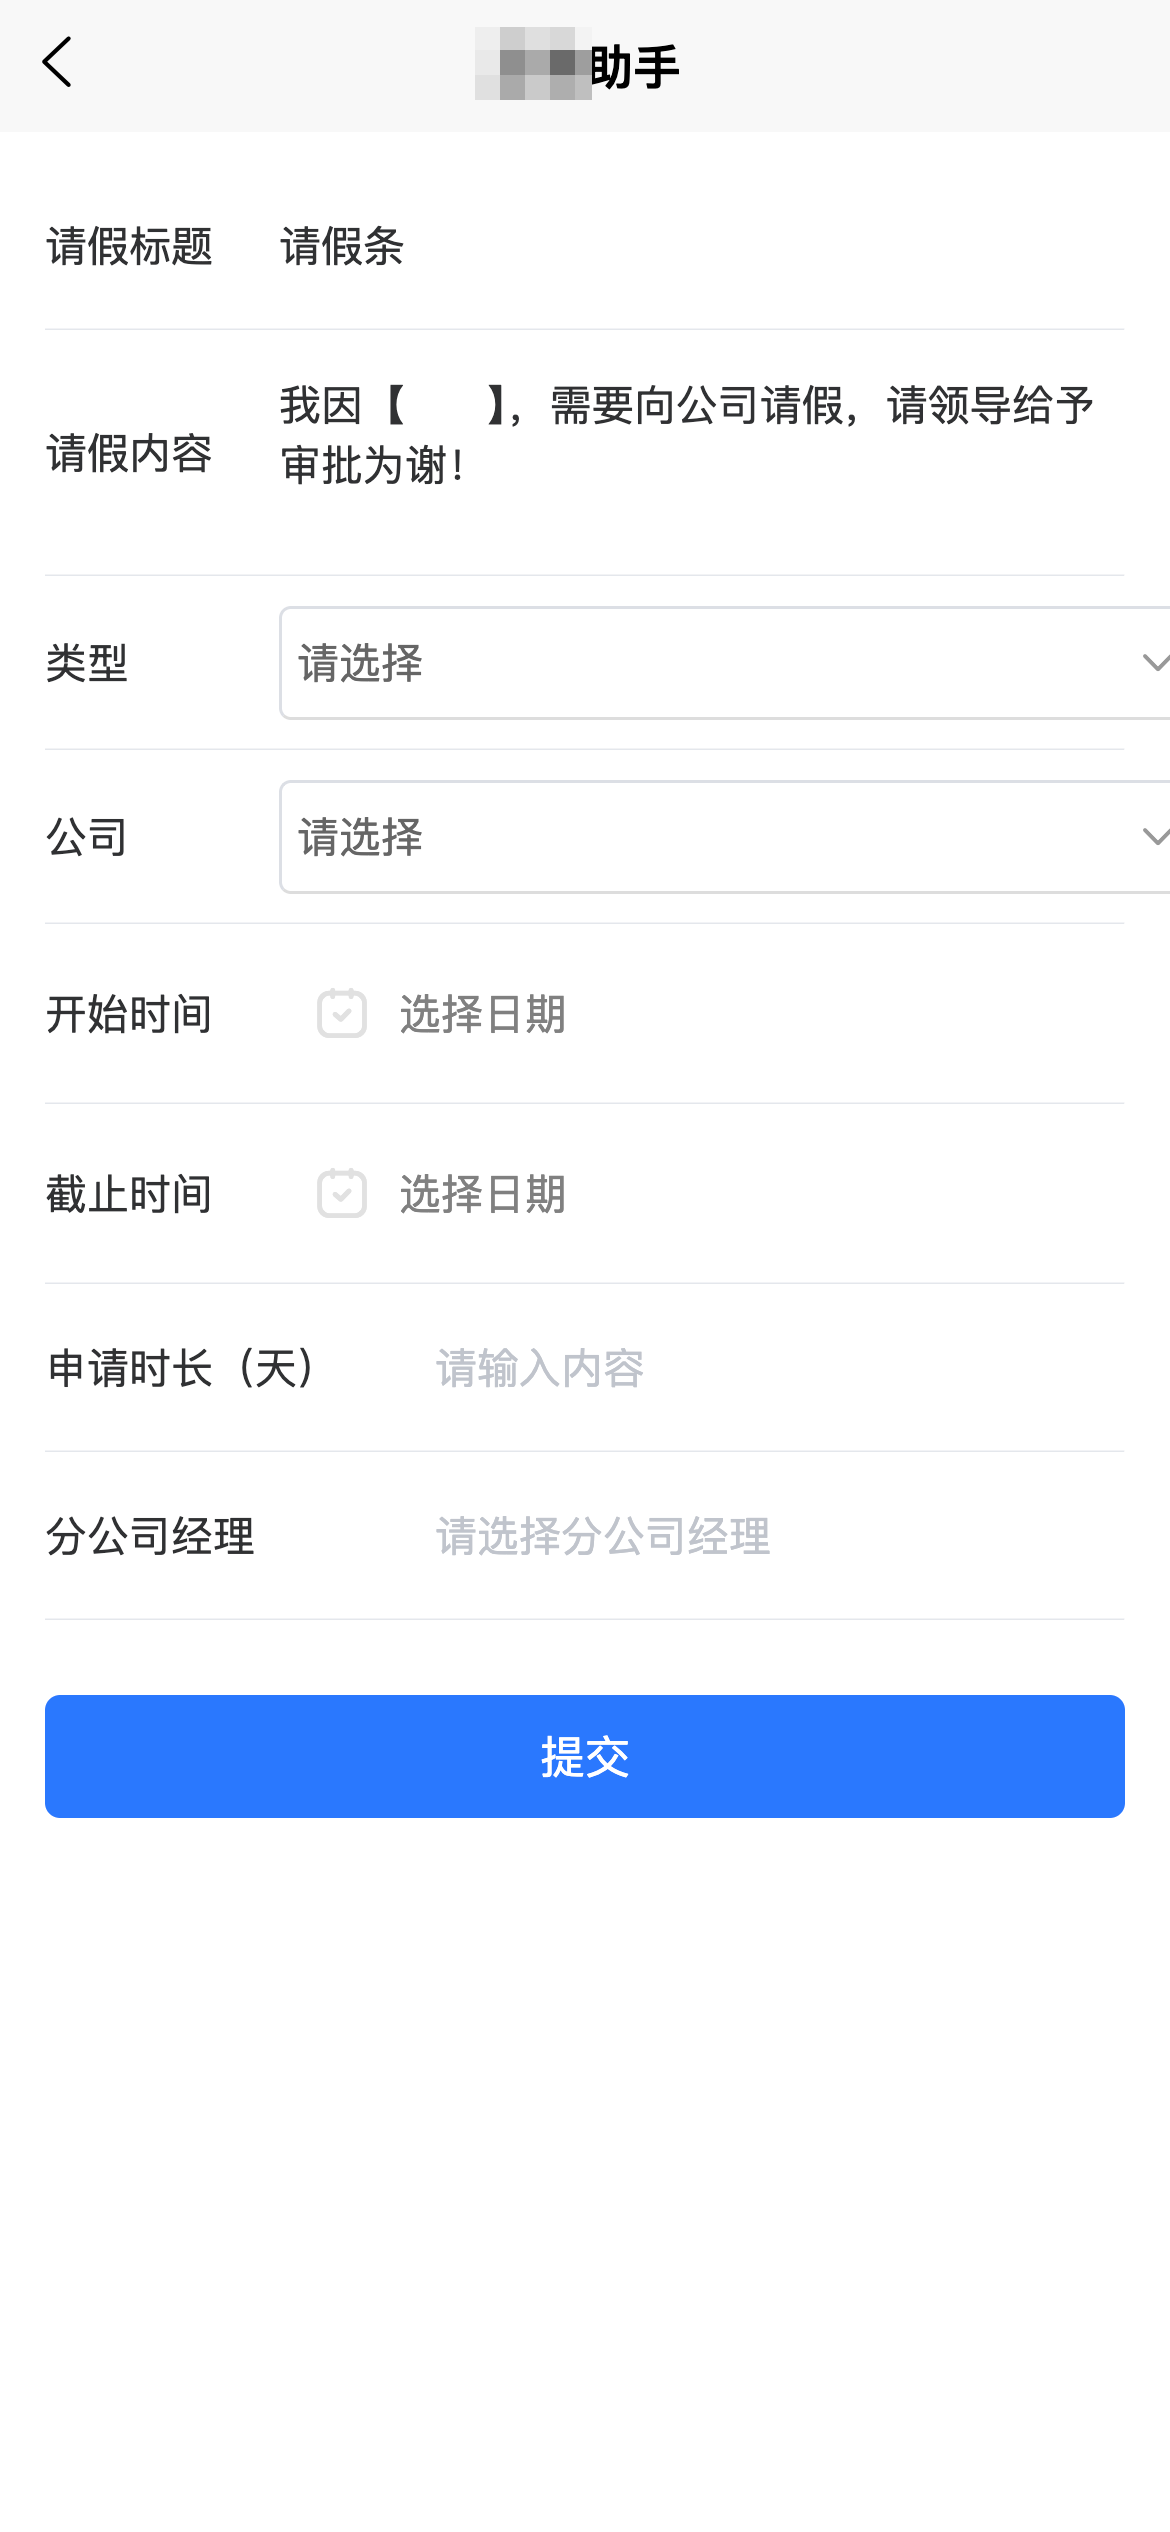 助手
请假标题 请假条
请假内容
我因【  】，需要向公司请假，请领导给予
审批为谢！
类型 请选择
公司 请选择
开始时间 选择日期
截止时间 选择日期
申请时长（天） 请输入内容
分公司经理 请选择分公司经理
提交